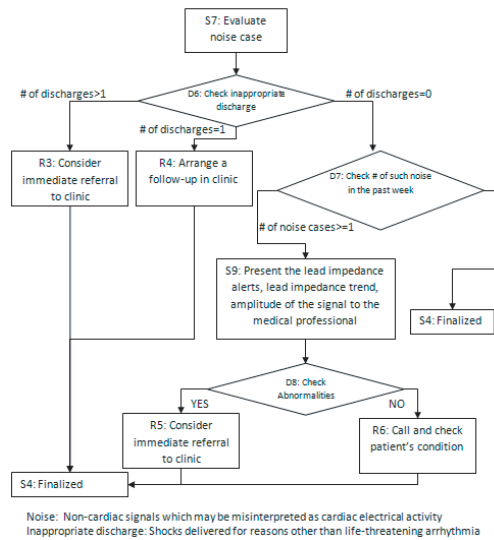 S7: Evaluate
noise case
D6: Check inappropriate
discharge
# of discharges>1
# of discharges=0
# of discharges=1
R3: Consider
immediate referral
to clinic
R4: Arrange a
follow-up in clinic
D7: Check # of such noise
in the past week
# of noise cases>=1
S9: Present the lead impedance
alerts, lead impedance trend,
amplitude of the signal to the
medical professional
S4: Finalized
D8: Check
Abnormalities
YES
NO
R5: Consider
immediate referral
to clinic
R6: Call and check
patient's condition
S4: Finalized
Noise: Non-cardiac signals which may be misinterpreted as cardiac electrical activity
Inappropriate discharge: Shocks delivered for reasons other than life-threatening arrhythmia